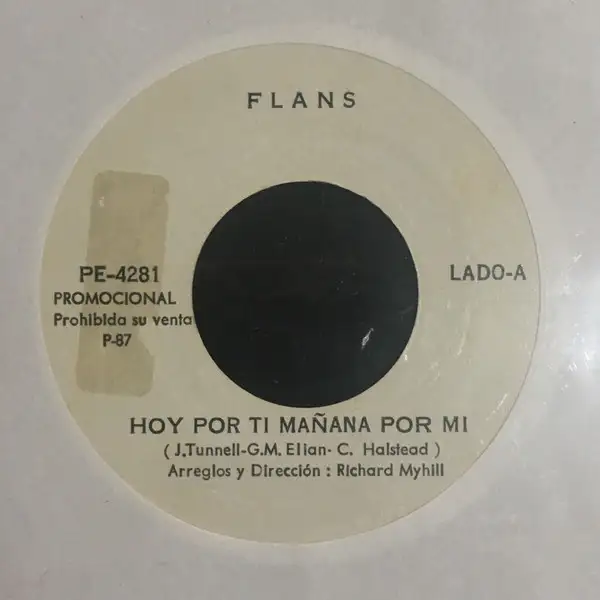 FLANS
PE-4281
LADO-A
PROMOCIONAL
Prohibida su venta
P-87
HOY POR TI MAÑANA POR MI
( J.Tunnell-G.M. Elian- C. Halstead )
Arreglos y Dirección : Richard Myhill